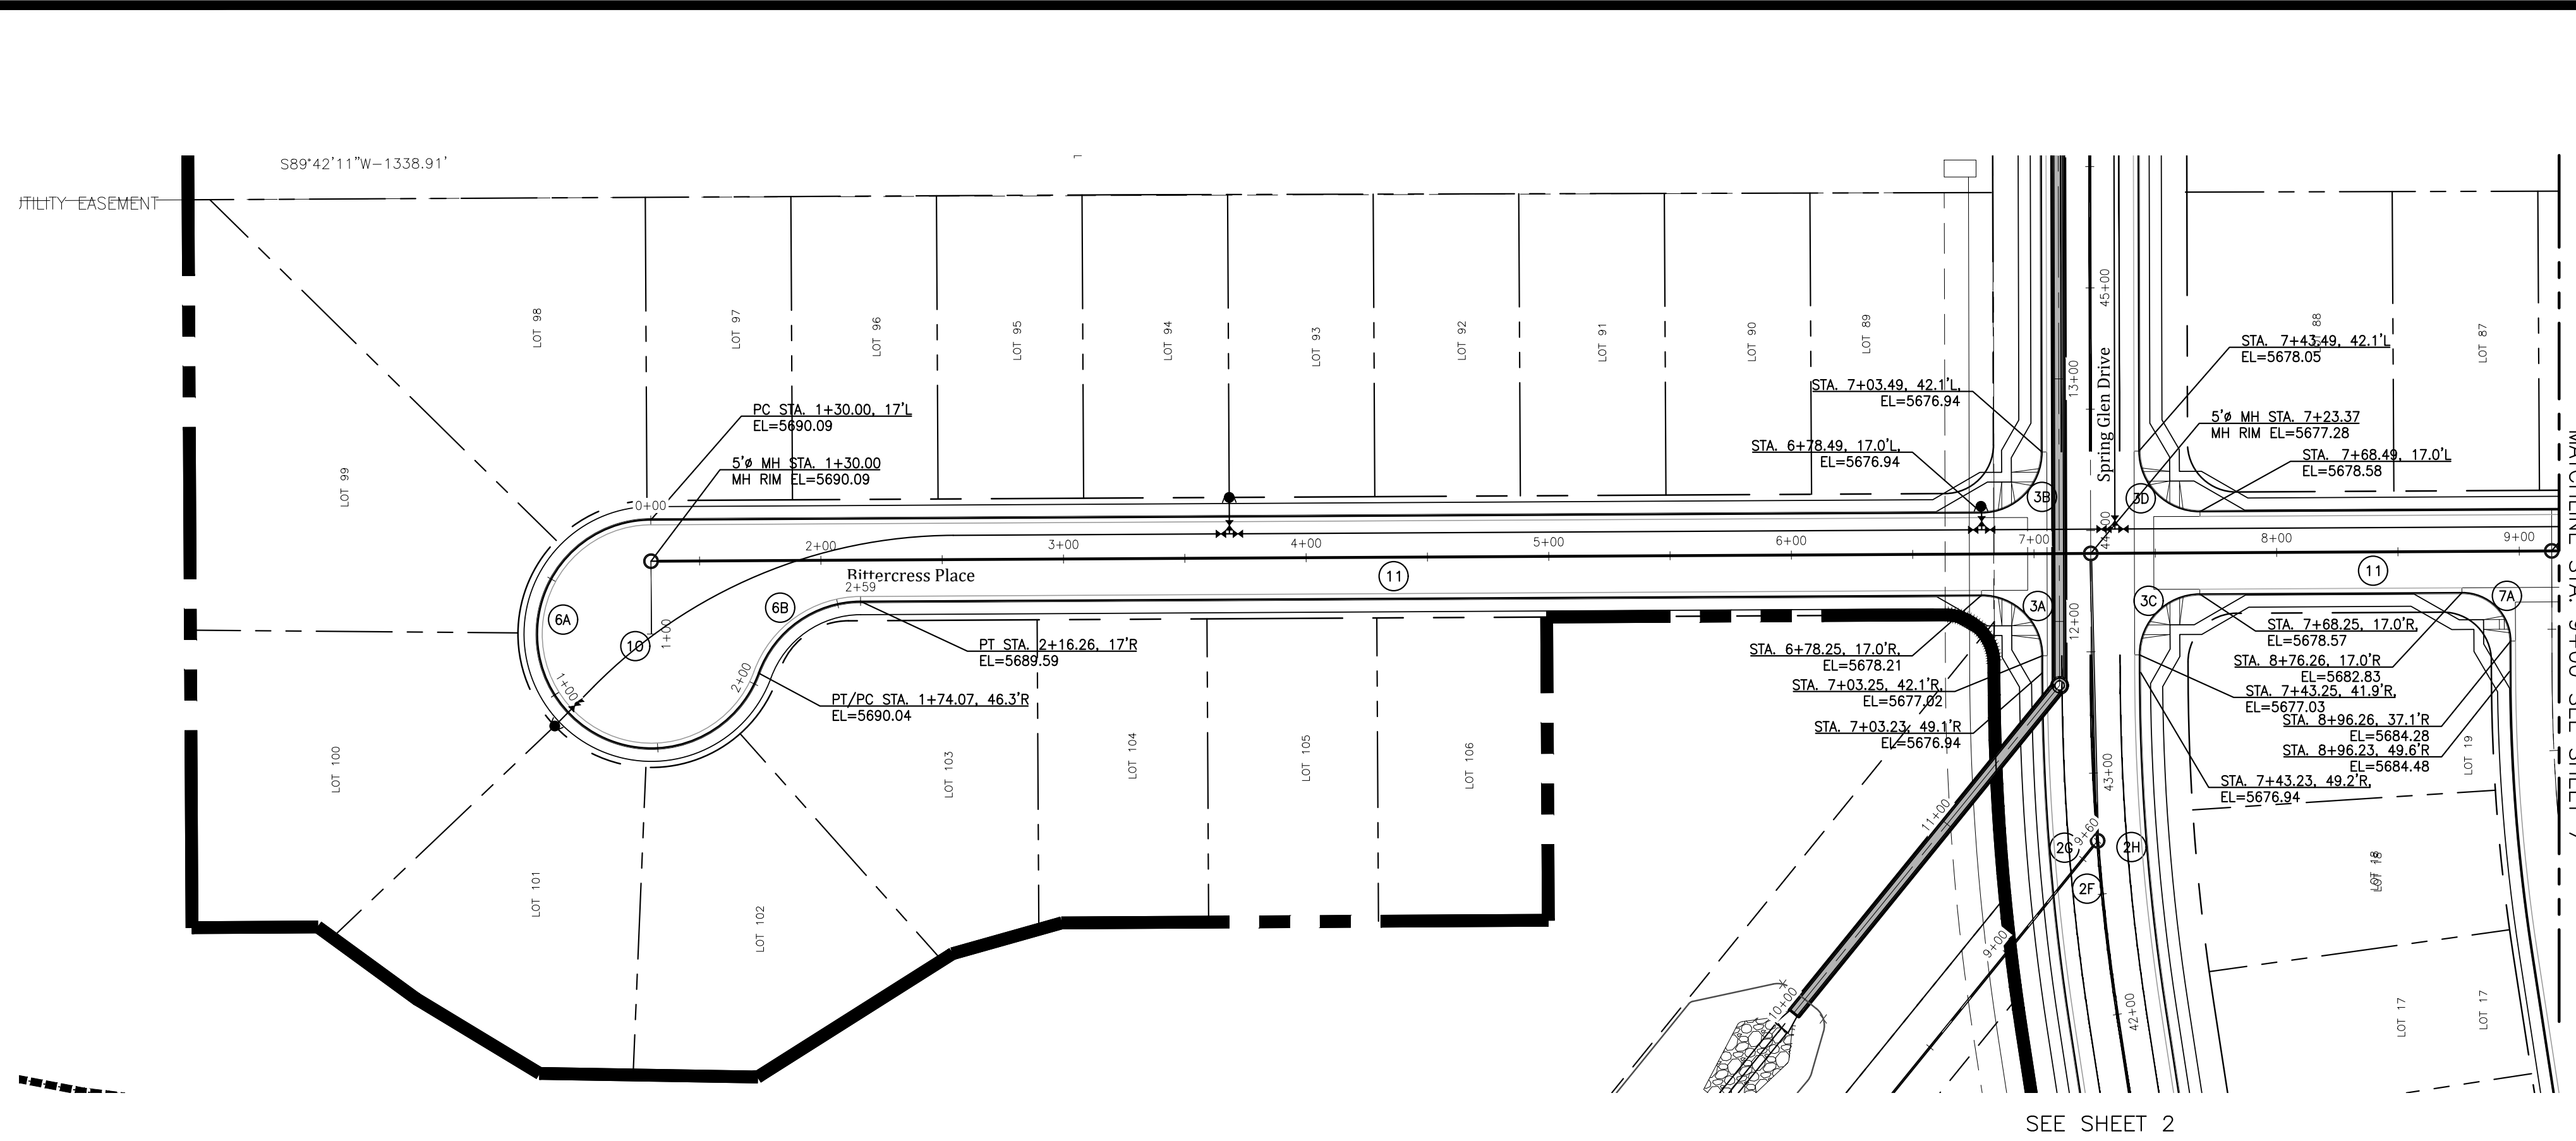 S89°42'11"W-1338.91'
UTILITY EASEMENT
LOT 98
LOT 97
LOT 96
LOT 95
LOT 94
LOT 93
LOT 92
LOT 91
LOT 90
LOT 89
LOT 88
LOT 87
45+00
13+00
Spring Glen Drive
STA. 7+43.49, 42.1'L
EL=5678.05
STA. 7+03.49, 42.1'L,
EL=5676.94
PC STA. 1+30.00, 17'L
EL=5690.09
5'ø MH STA. 7+23.37
MH RIM EL=5677.28
STA. 6+78.49, 17.0'L,
EL=5676.94
STA. 7+68.49, 17.0'L
EL=5678.58
5'ø MH STA. 1+30.00
MH RIM EL=5690.09
LOT 99
3B
3D
0+00
44+00
2+00
3+00
4+00
5+00
6+00
7+00
8+00
9+00
Bittercress Place
2+59
11
11
6A
6B
3A
3C
7A
10
1+00
12+00
MATCHLINE STA. 9+00 SEE SHEET 7
PT STA. 2+16.26, 17'R
EL=5689.59
STA. 6+78.25, 17.0'R,
EL=5678.21
STA. 7+68.25, 17.0'R,
EL=5678.57
STA. 8+76.26, 17.0'R
EL=5682.83
1+00
2+00
STA. 7+03.25, 42.1'R,
EL=5677.02
STA. 7+43.25, 41.9'R,
EL=5677.03
PT/PC STA. 1+74.07, 46.3'R
EL=5690.04
STA. 7+03.23, 49.1'R
EL=5676.94
STA. 8+96.26, 37.1'R
EL=5684.28
STA. 8+96.23, 49.6'R
EL=5684.48
STA. 7+43.23, 49.2'R,
EL=5676.94
LOT 100
LOT 103
LOT 104
LOT 105
LOT 106
LOT 19
43+00
11+00
9+60
2G
2H
2F
LOT 18
LOT 18
LOT 101
LOT 102
9+00
10+00
42+00
LOT 17
LOT 17
SEE SHEET 2